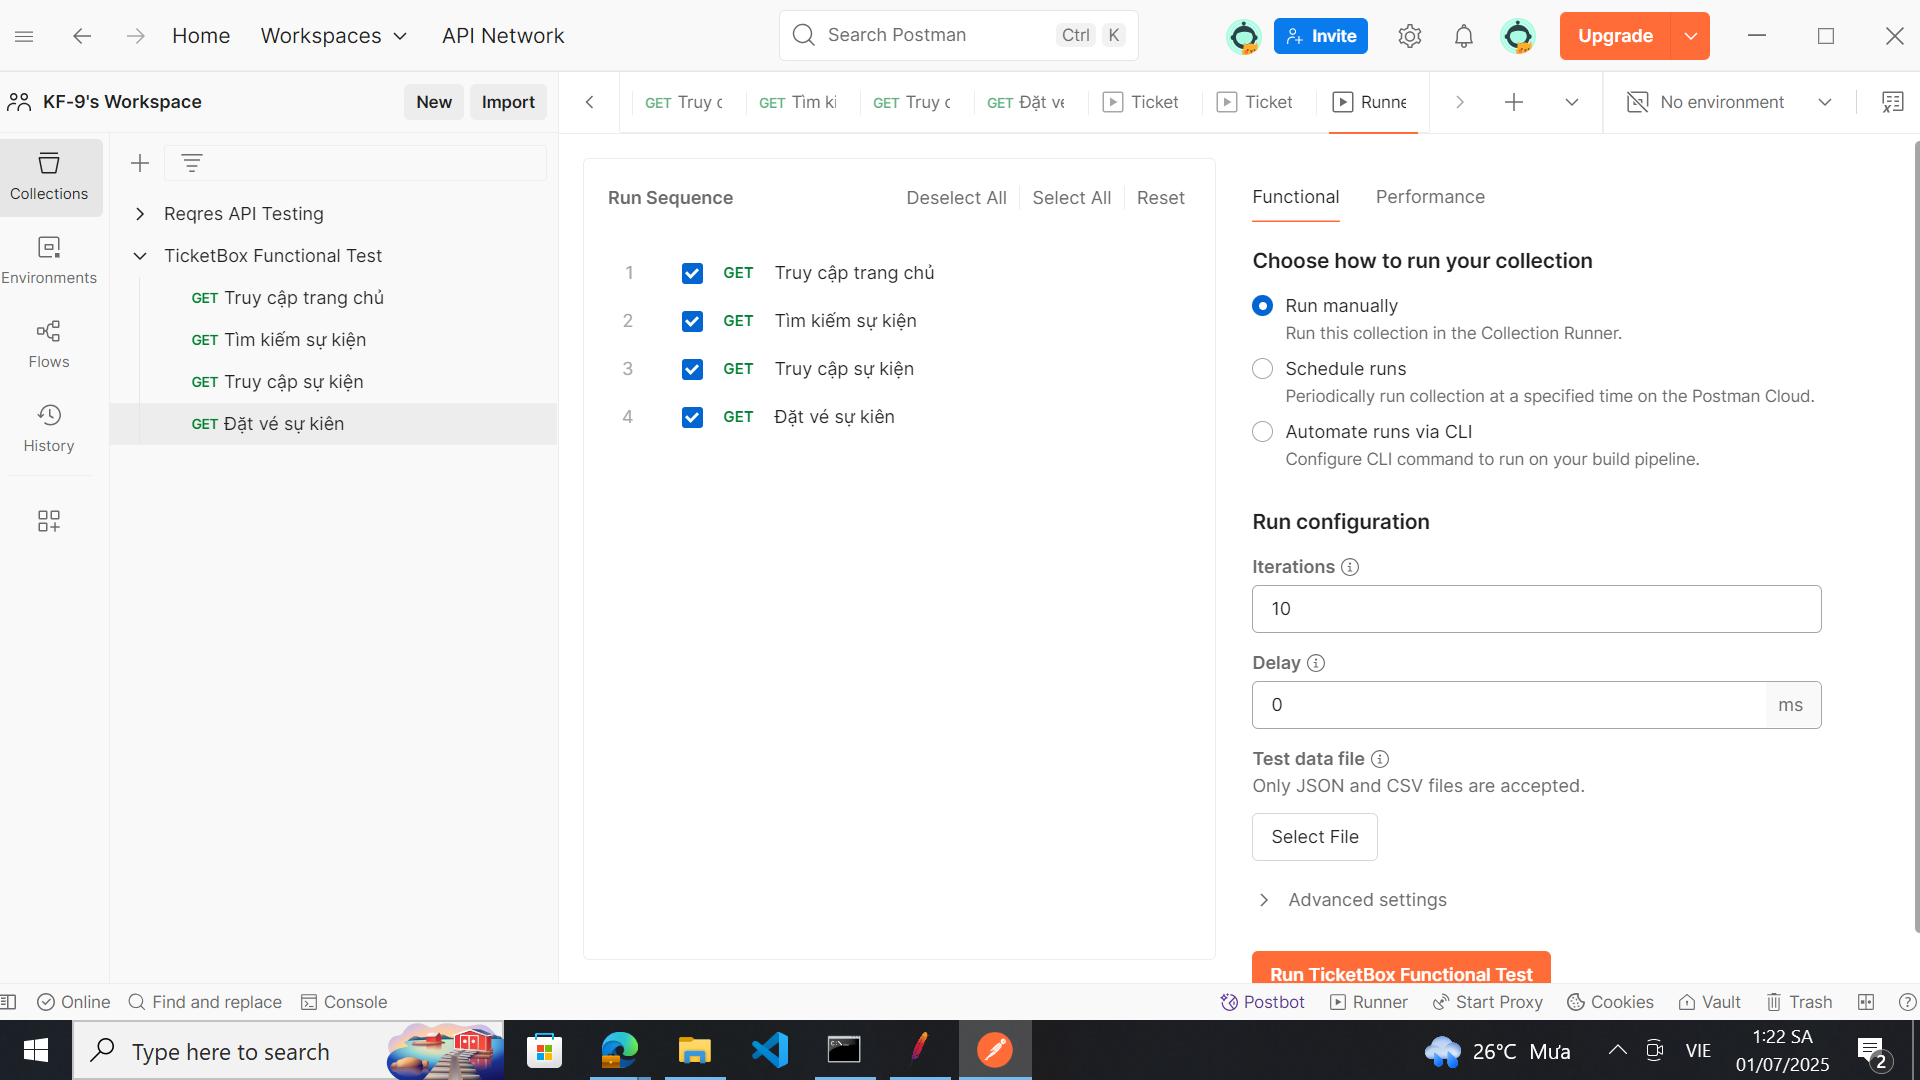 Home
Workspaces
API Network
Search Postman
Ctrl
K
Invite
Upgrade
KF-9's Workspace
New
Import
GET Truy c
GET Tìm ki
GET Truy c
GET Đặt vé
Ticket
Ticket
Runne
No environment
Collections
Environments
Flows
History
Reqres API Testing
TicketBox Functional Test
GET Truy cập trang chủ
GET Tìm kiếm sự kiện
GET Truy cập sự kiện
GET Đặt vé sự kiên
Run Sequence
Deselect All
Select All
Reset
1 GET Truy cập trang chủ
2 GET Tìm kiếm sự kiện
3 GET Truy cập sự kiện
4 GET Đặt vé sự kiên
Functional
Performance
Choose how to run your collection
Run manually
Run this collection in the Collection Runner.
Schedule runs
Periodically run collection at a specified time on the Postman Cloud.
Automate runs via CLI
Configure CLI command to run on your build pipeline.
Run configuration
Iterations
10
Delay
0
ms
Test data file
Only JSON and CSV files are accepted.
Select File
Advanced settings
Run TicketBox Functional Test
Online
Find and replace
Console
Postbot
Runner
Start Proxy
Cookies
Vault
Trash
Type here to search
26°C Mưa
VIE
1:22 SA
01/07/2025
2